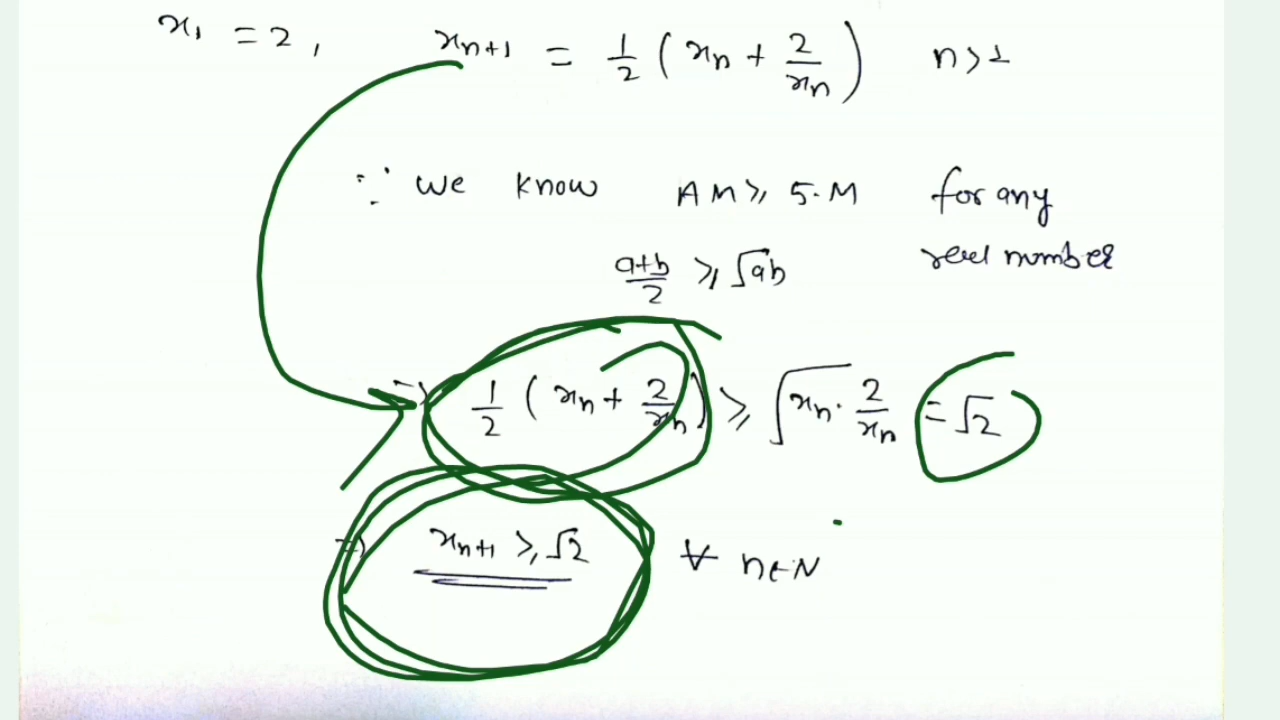 x₁ = 2, xₙ₊₁ = 1/2 ( xₙ + 2/xₙ ) n > 1
∵ we know AM ≥ G.M for any
real number
a+b/2 ≥ √ab
⇒ 1/2 ( xₙ + 2/xₙ ) ≥ √xₙ · 2/xₙ = √2
⇒ xₙ₊₁ ≥ √2 ∀ n ∈ N